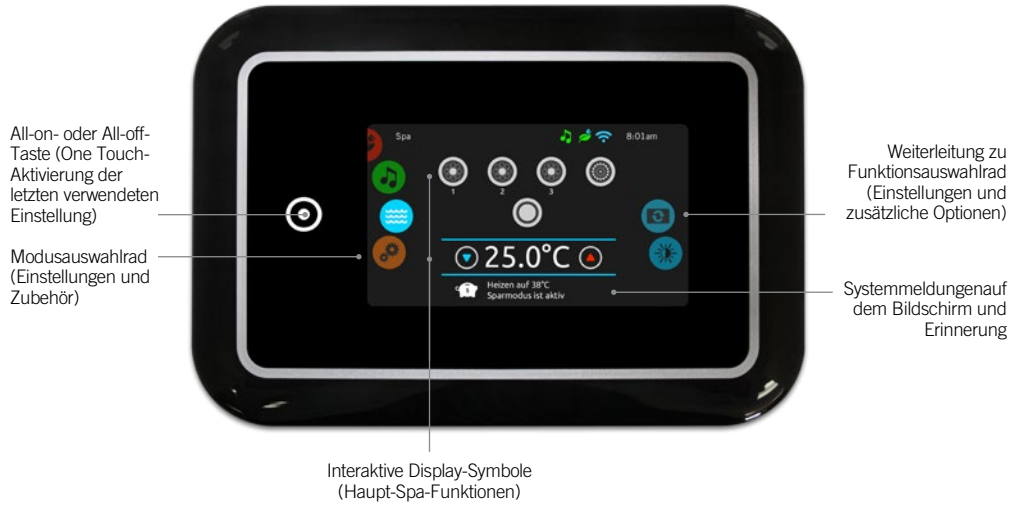 All-on- oder All-off-
Taste (One Touch-
Aktivierung der
letzten verwendeten
Einstellung)
Modusauswahlrad
(Einstellungen und
Zubehör)
Spa
8:01am
1
2
3
25.0°C
Heizen auf 38°C
Sparmodus ist aktiv
Weiterleitung zu
Funktionsauswahlrad
(Einstellungen und
zusätzliche Optionen)
Systemmeldungenauf
dem Bildschirm und
Erinnerung
Interaktive Display-Symbole
(Haupt-Spa-Funktionen)